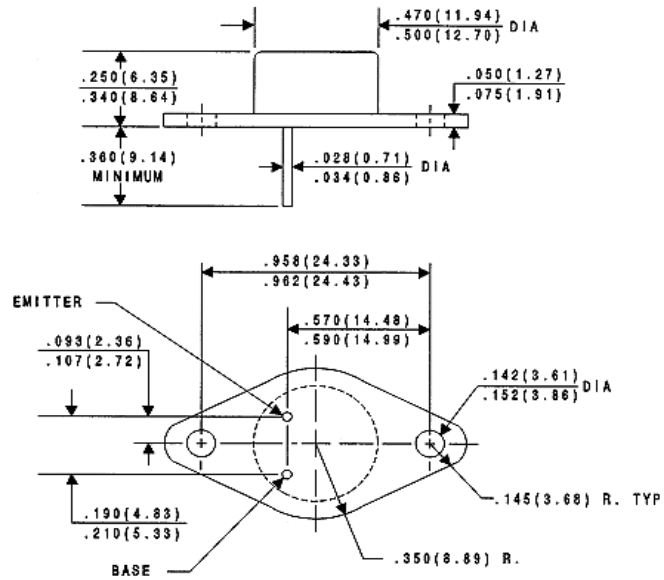 .470(11.94)
.500(12.70) DIA
.250(6.35)
.340(8.64)
.050(1.27)
.075(1.91)
.360(9.14)
MINIMUM
.028(0.71)
.034(0.86) DIA
.958(24.33)
.962(24.43)
EMITTER
.570(14.48)
.590(14.99)
.093(2.36)
.107(2.72)
.142(3.61)
.152(3.86) DIA
.190(4.83)
.210(5.33)
.145(3.68) R. TYP
BASE
.350(8.89) R.